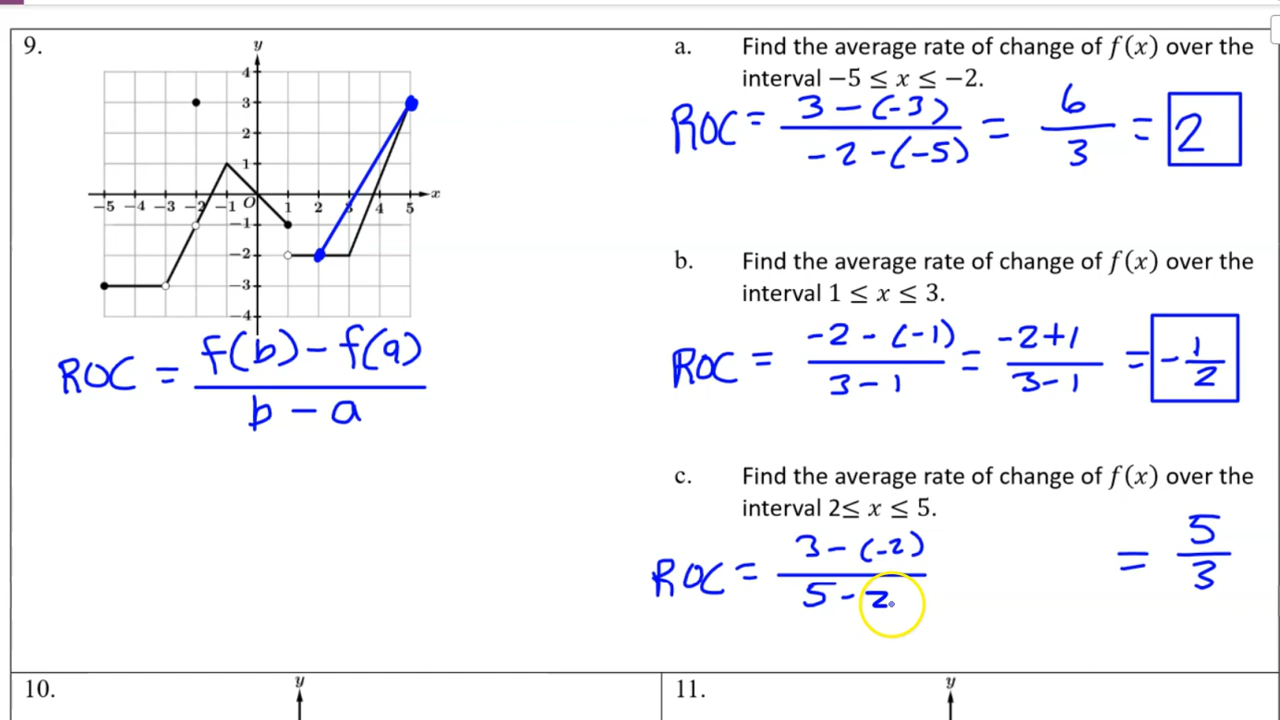 9.
y
4
3
2
1
-5 -4 -3 -2 -1 O 1 2 3 4 5 x
-1
-2
-3
-4
ROC = f(b) - f(a)
b - a
a. Find the average rate of change of f(x) over the
interval −5 ≤ x ≤ −2.
ROC = 3 - (-3) = 6 = 2
-2 - (-5) 3
b. Find the average rate of change of f(x) over the
interval 1 ≤ x ≤ 3.
ROC = -2 - (-1) = -2+1 = -1
3 - 1 3 - 1 2
c. Find the average rate of change of f(x) over the
interval 2≤ x ≤ 5.
ROC = 3 - (-2) = 5
5 - 2 3
10. y
11. y